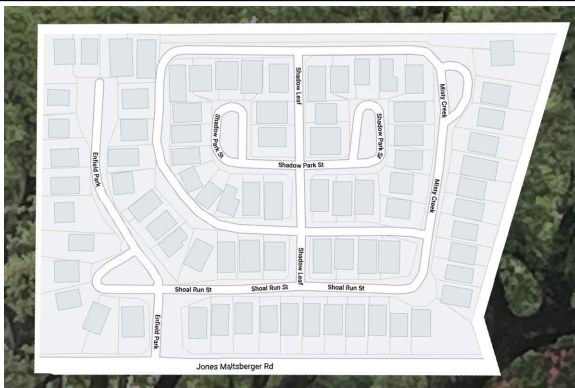 Shadow Leaf
Misty Creek
Shadow Park St
Shadow Park St
Shadow Park St
Enfield Park
Misty Creek
Shadow Leaf
Shoal Run St
Shoal Run St
Shoal Run St
Enfield Park
Jones Maltsberger Rd